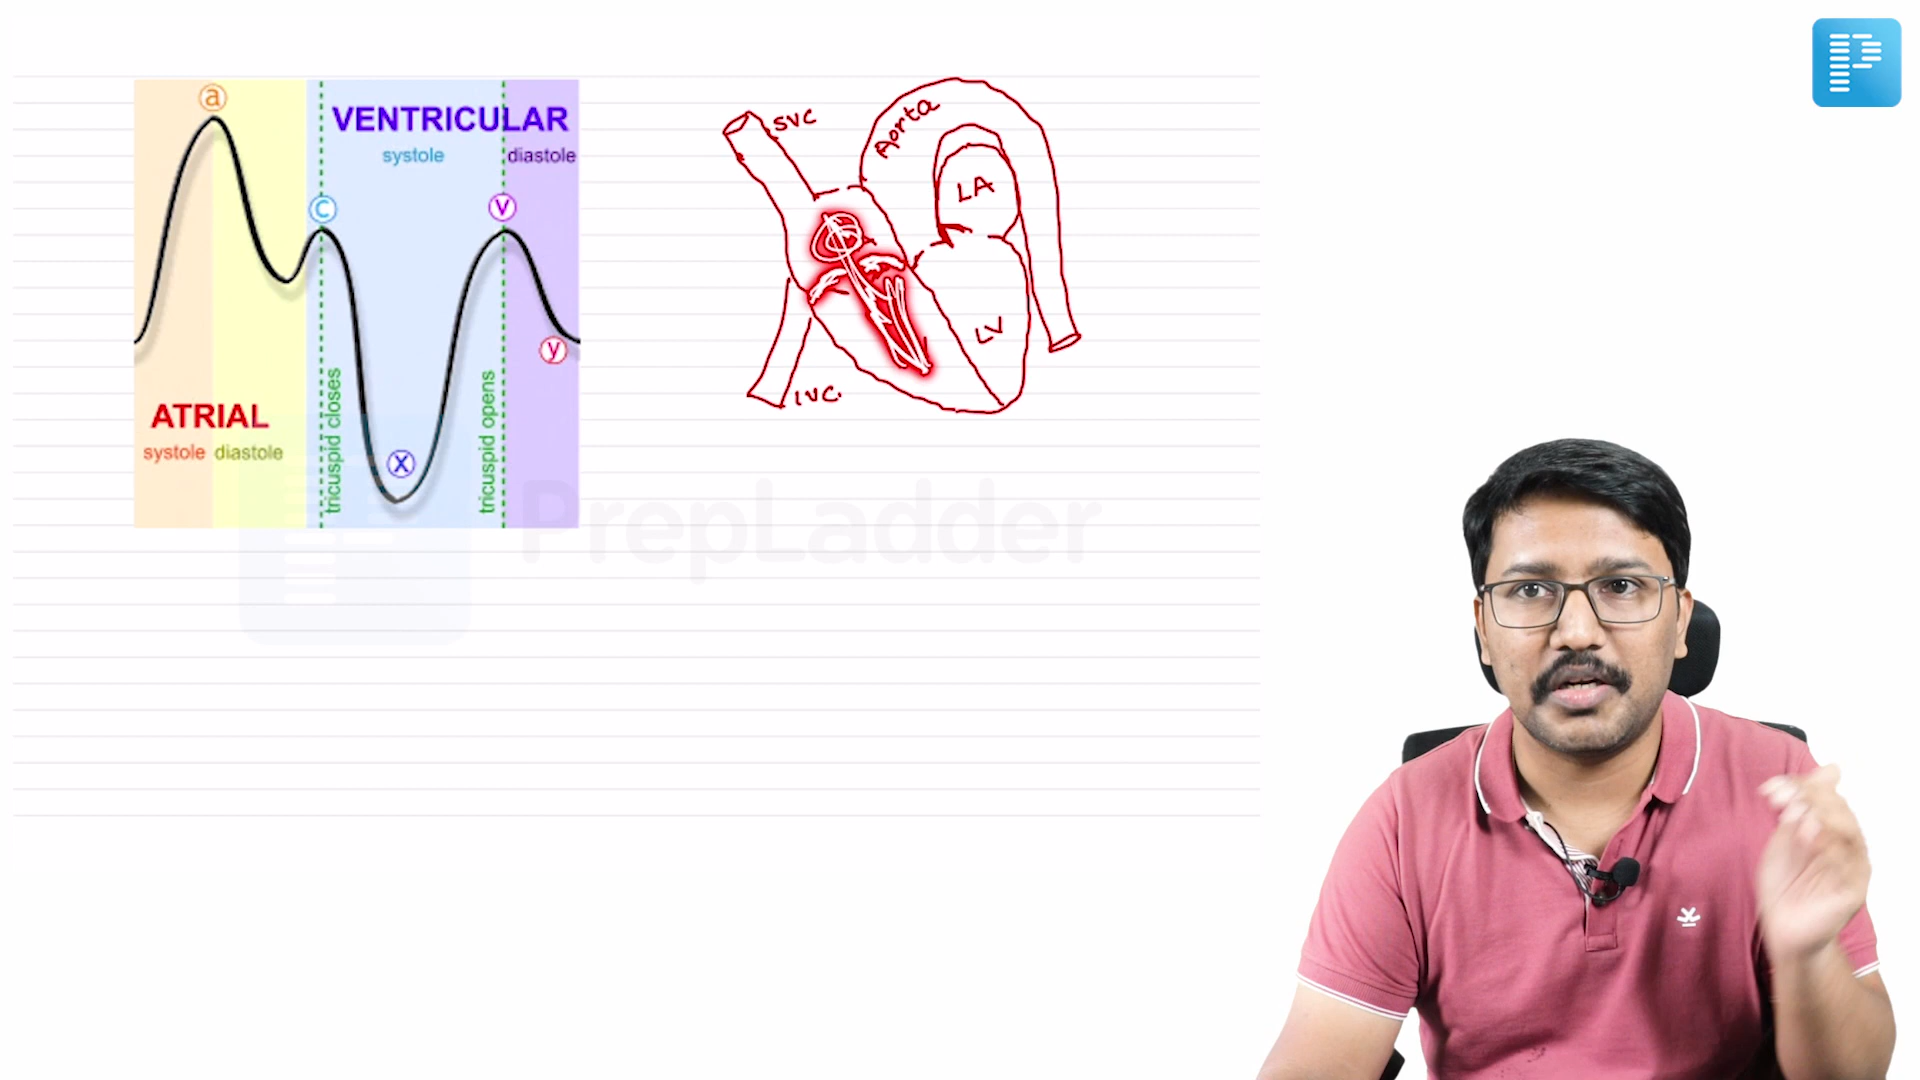 a
VENTRICULAR
systole
diastole
c
v
y
ATRIAL
systole diastole
x
tricuspid closes
tricuspid opens
SVC
Aorta
LA
LV
IVC.
PrepLadder